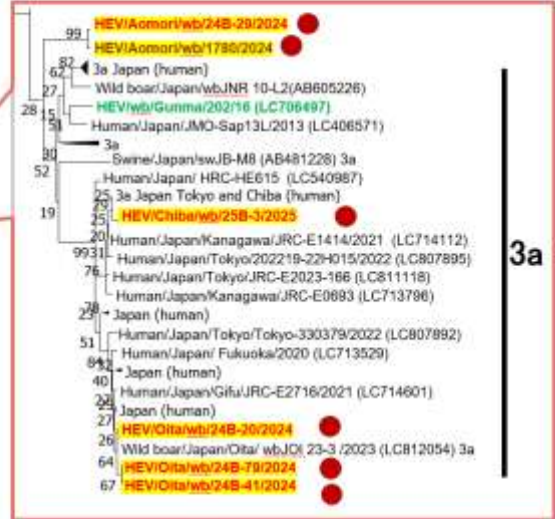 HEV/Aomori/wb/24B-29/2024
99
HEV/Aomori/wb/1780/2024
82
3a Japan (human)
62
Wild boar/Japan/wbJNR 10-L2(AB605226)
27
HEV/wb/Gunma/202/16 (LC706497)
28
15
51
Human/Japan/JMO-Sap13L/2013 (LC406571)
3a
30
Swine/Japan/swJB-M8 (AB481228) 3a
52
Human/Japan/ HRC-HE615 (LC540987)
25
3a Japan Tokyo and Chiba (human)
29
19
25
HEV/Chiba/wb/25B-3/2025
20
Human/Japan/Kanagawa/JRC-E1414/2021 (LC714112)
99
31
Human/Japan/Tokyo/202219-22H015/2022 (LC807895)
76
Human/Japan/Tokyo/JRC-E2023-166 (LC811118)
Human/Japan/Kanagawa/JRC-E0693 (LC713796)
23
Japan (human)
Human/Japan/Tokyo/Tokyo-330379/2022 (LC807892)
51
Human/Japan/ Fukuoka/2020 (LC713529)
Japan (human)
40
Human/Japan/Gifu/JRC-E2716/2021 (LC714601)
Japan (human)
27
HEV/Oita/wb/24B-20/2024
26
Wild boar/Japan/Oita/ wbJOI 23-3 /2023 (LC812054) 3a
64
HEV/Oita/wb/24B-79/2024
67
HEV/Oita/wb/24B-41/2024
3a